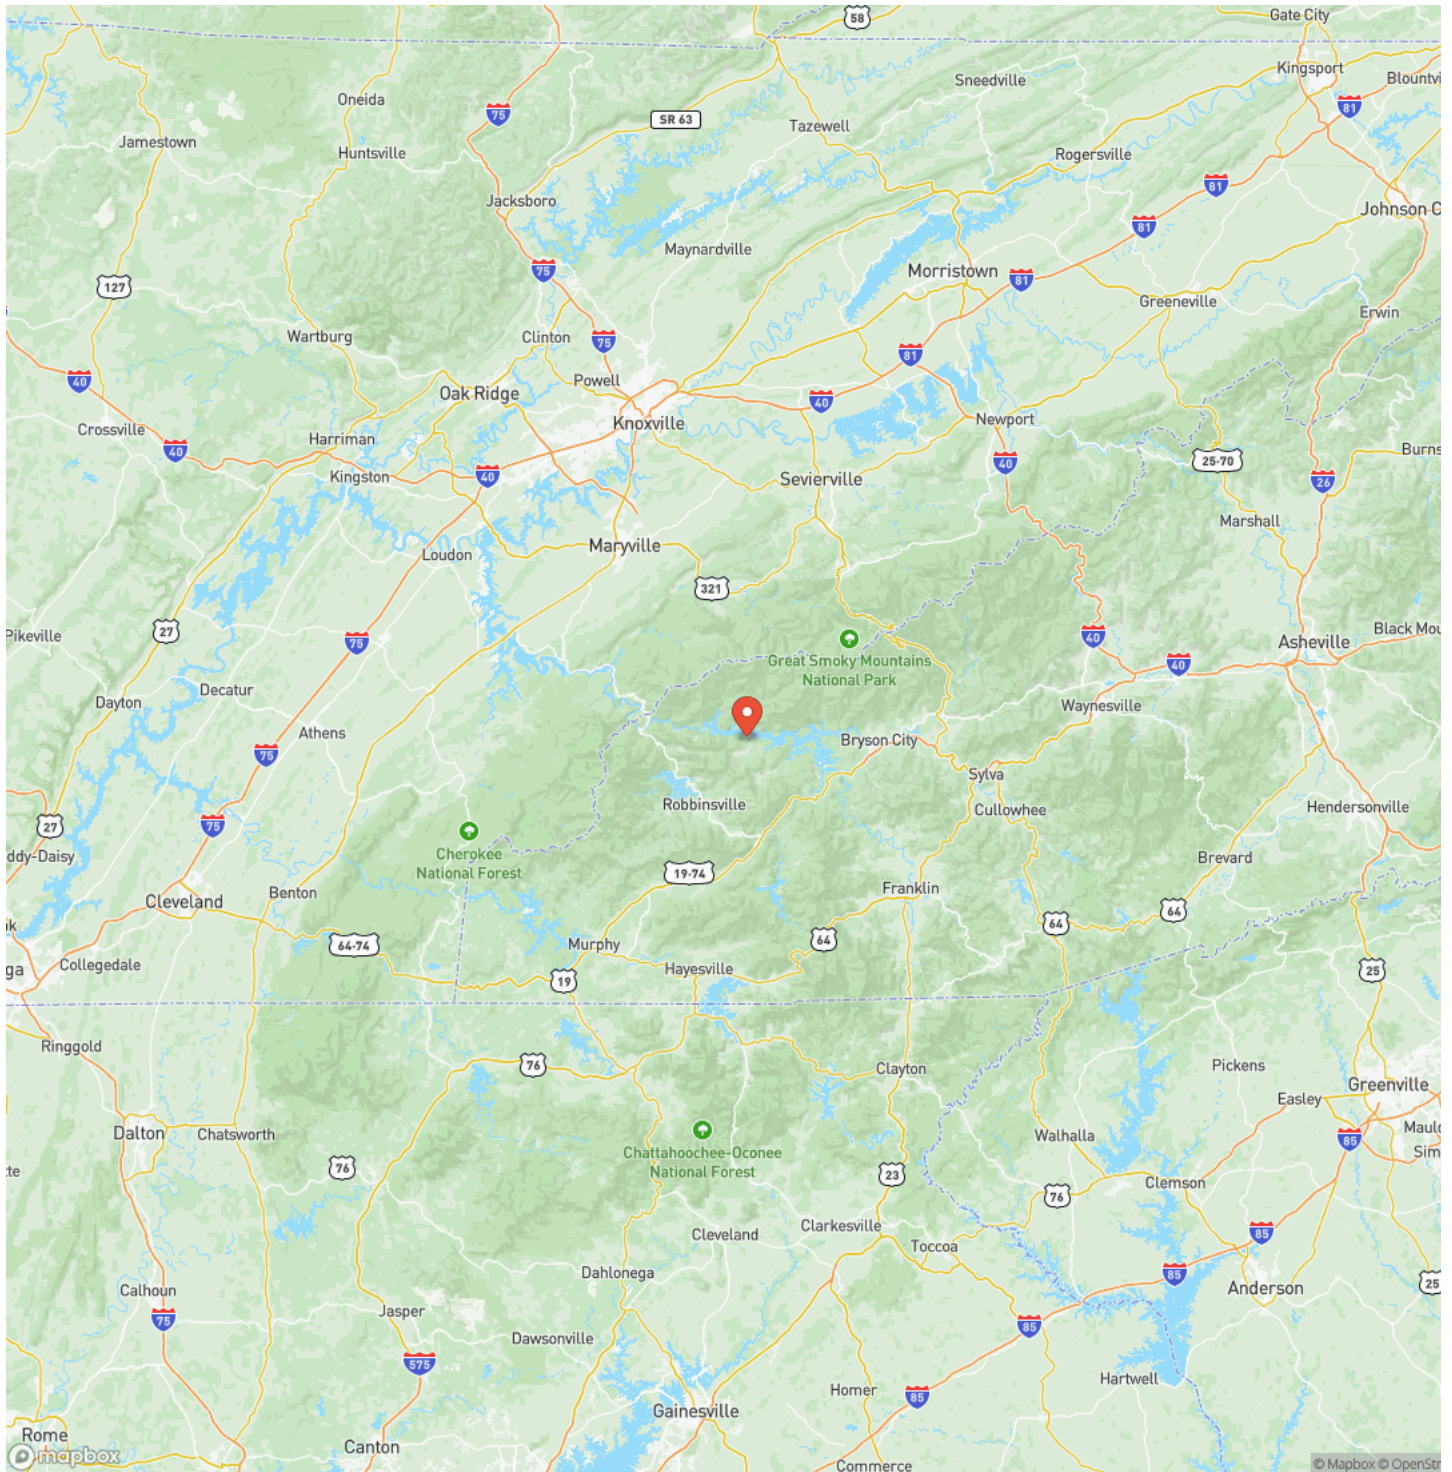 58
Gate City
Kingsport
Blountvi
Sneedville
Oneida
75
SR 63
Tazewell
81
Jamestown
Huntsville
Rogersville
81
Jacksboro
Johnson C
81
Maynardville
75
Morristown
81
127
Greeneville
Erwin
Wartburg
Clinton
75
81
40
Powell
Oak Ridge
40
Knoxville
Newport
Crossville
Harriman
40
40
25-70
Burns
Kingston
40
Sevierville
26
Marshall
Maryville
Loudon
321
27
Pikeville
75
40
Asheville
Black Mou
Great Smoky Mountains
National Park
40
Decatur
Dayton
Waynesville
Athens
75
Bryson City
Sylva
Robbinsville
Cullowhee
Hendersonville
27
75
ddy-Daisy
Cherokee
National Forest
Brevard
19-74
Franklin
Benton
Cleveland
64
64
ok
64-74
Murphy
64
ga
Collegedale
Hayesville
25
19
Ringgold
76
Clayton
Pickens
Greenville
Easley
Dalton
Chatsworth
Walhalla
85
Mauld
Sim
Chattahoochee-Oconee
National Forest
tte
76
23
Clemson
76
Cleveland
Clarkesville
85
Toccoa
Dahlonega
85
Anderson
25
Calhoun
75
Jasper
85
Dawsonville
575
Hartwell
Homer
85
Gainesville
Rome
Canton
mapbox
Commerce
© Mapbox © OpenStr